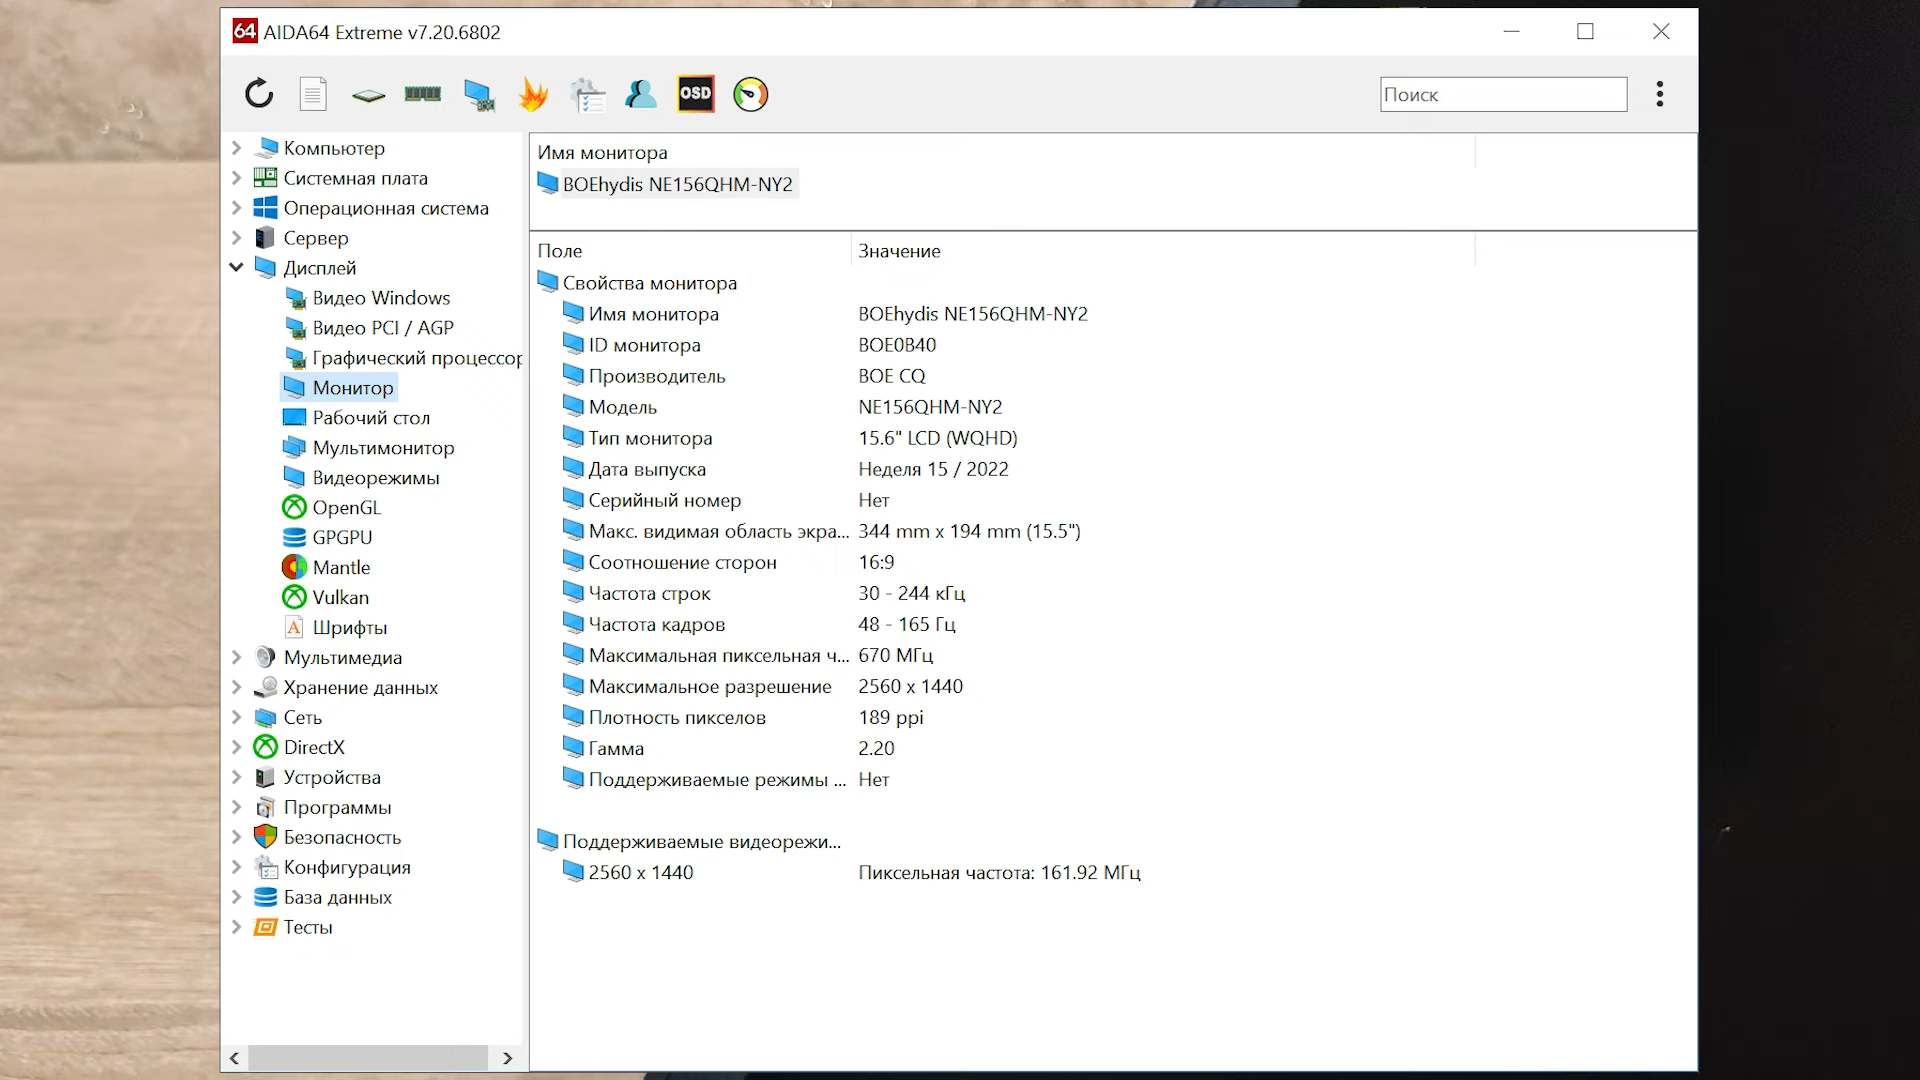 64 AIDA64 Extreme v7.20.6802
OSD
Поиск
Компьютер
Системная плата
Операционная система
Сервер
Дисплей
Видео Windows
Видео PCI / AGP
Графический процессор
Монитор
Рабочий стол
Мультимонитор
Видеорежимы
OpenGL
GPGPU
Mantle
Vulkan
A Шрифты
Мультимедиа
Хранение данных
Сеть
DirectX
Устройства
Программы
Безопасность
Конфигурация
База данных
Тесты
Имя монитора
BOEhydis NE156QHM-NY2
Поле Значение
Свойства монитора
Имя монитора BOEhydis NE156QHM-NY2
ID монитора BOE0B40
Производитель BOE CQ
Модель NE156QHM-NY2
Тип монитора 15.6" LCD (WQHD)
Дата выпуска Неделя 15 / 2022
Серийный номер Нет
Макс. видимая область экра... 344 mm x 194 mm (15.5")
Соотношение сторон 16:9
Частота строк 30 - 244 кГц
Частота кадров 48 - 165 Гц
Максимальная пиксельная ч... 670 МГц
Максимальное разрешение 2560 x 1440
Плотность пикселов 189 ppi
Гамма 2.20
Поддерживаемые режимы ... Нет
Поддерживаемые видеорежи...
2560 x 1440 Пиксельная частота: 161.92 МГц